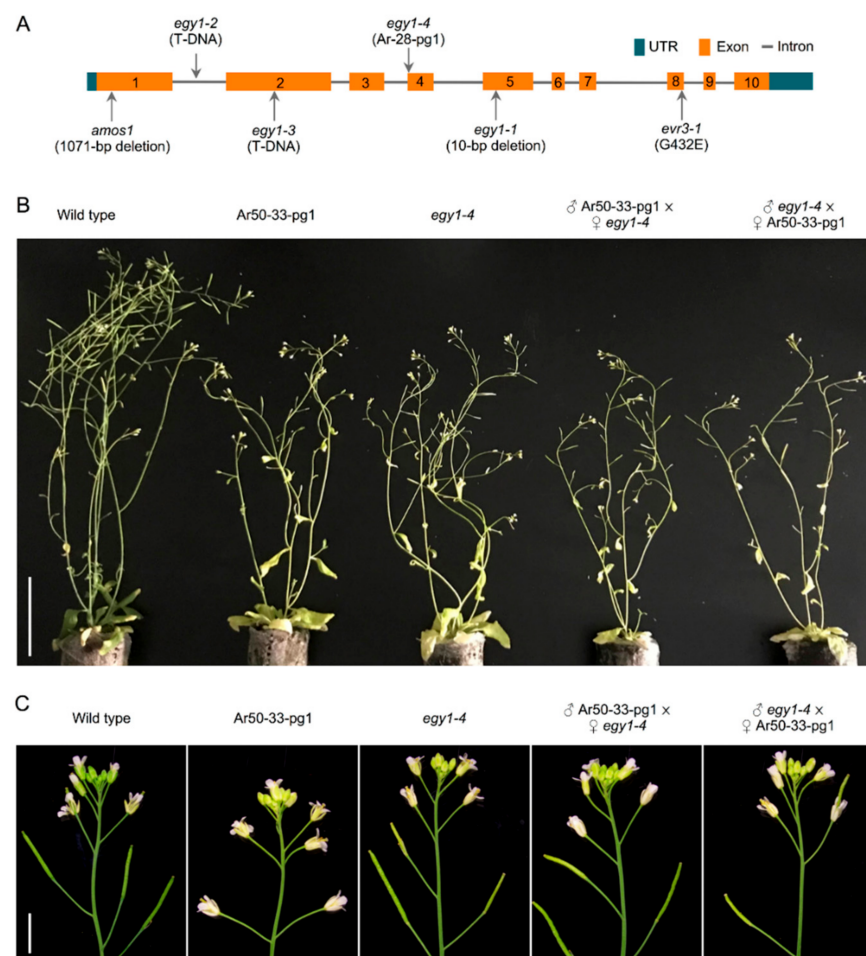 A
egy1-2
(T-DNA)
egy1-4
(Ar-28-pg1)
UTR Exon Intron
1 2 3 4 5 6 7 8 9 10
amos1
(1071-bp deletion)
egy1-3
(T-DNA)
egy1-1
(10-bp deletion)
evr3-1
(G432E)
B
Wild type
Ar50-33-pg1
egy1-4
♂ Ar50-33-pg1 ×
♀ egy1-4
♂ egy1-4 ×
♀ Ar50-33-pg1
C
Wild type
Ar50-33-pg1
egy1-4
♂ Ar50-33-pg1 ×
♀ egy1-4
♂ egy1-4 ×
♀ Ar50-33-pg1